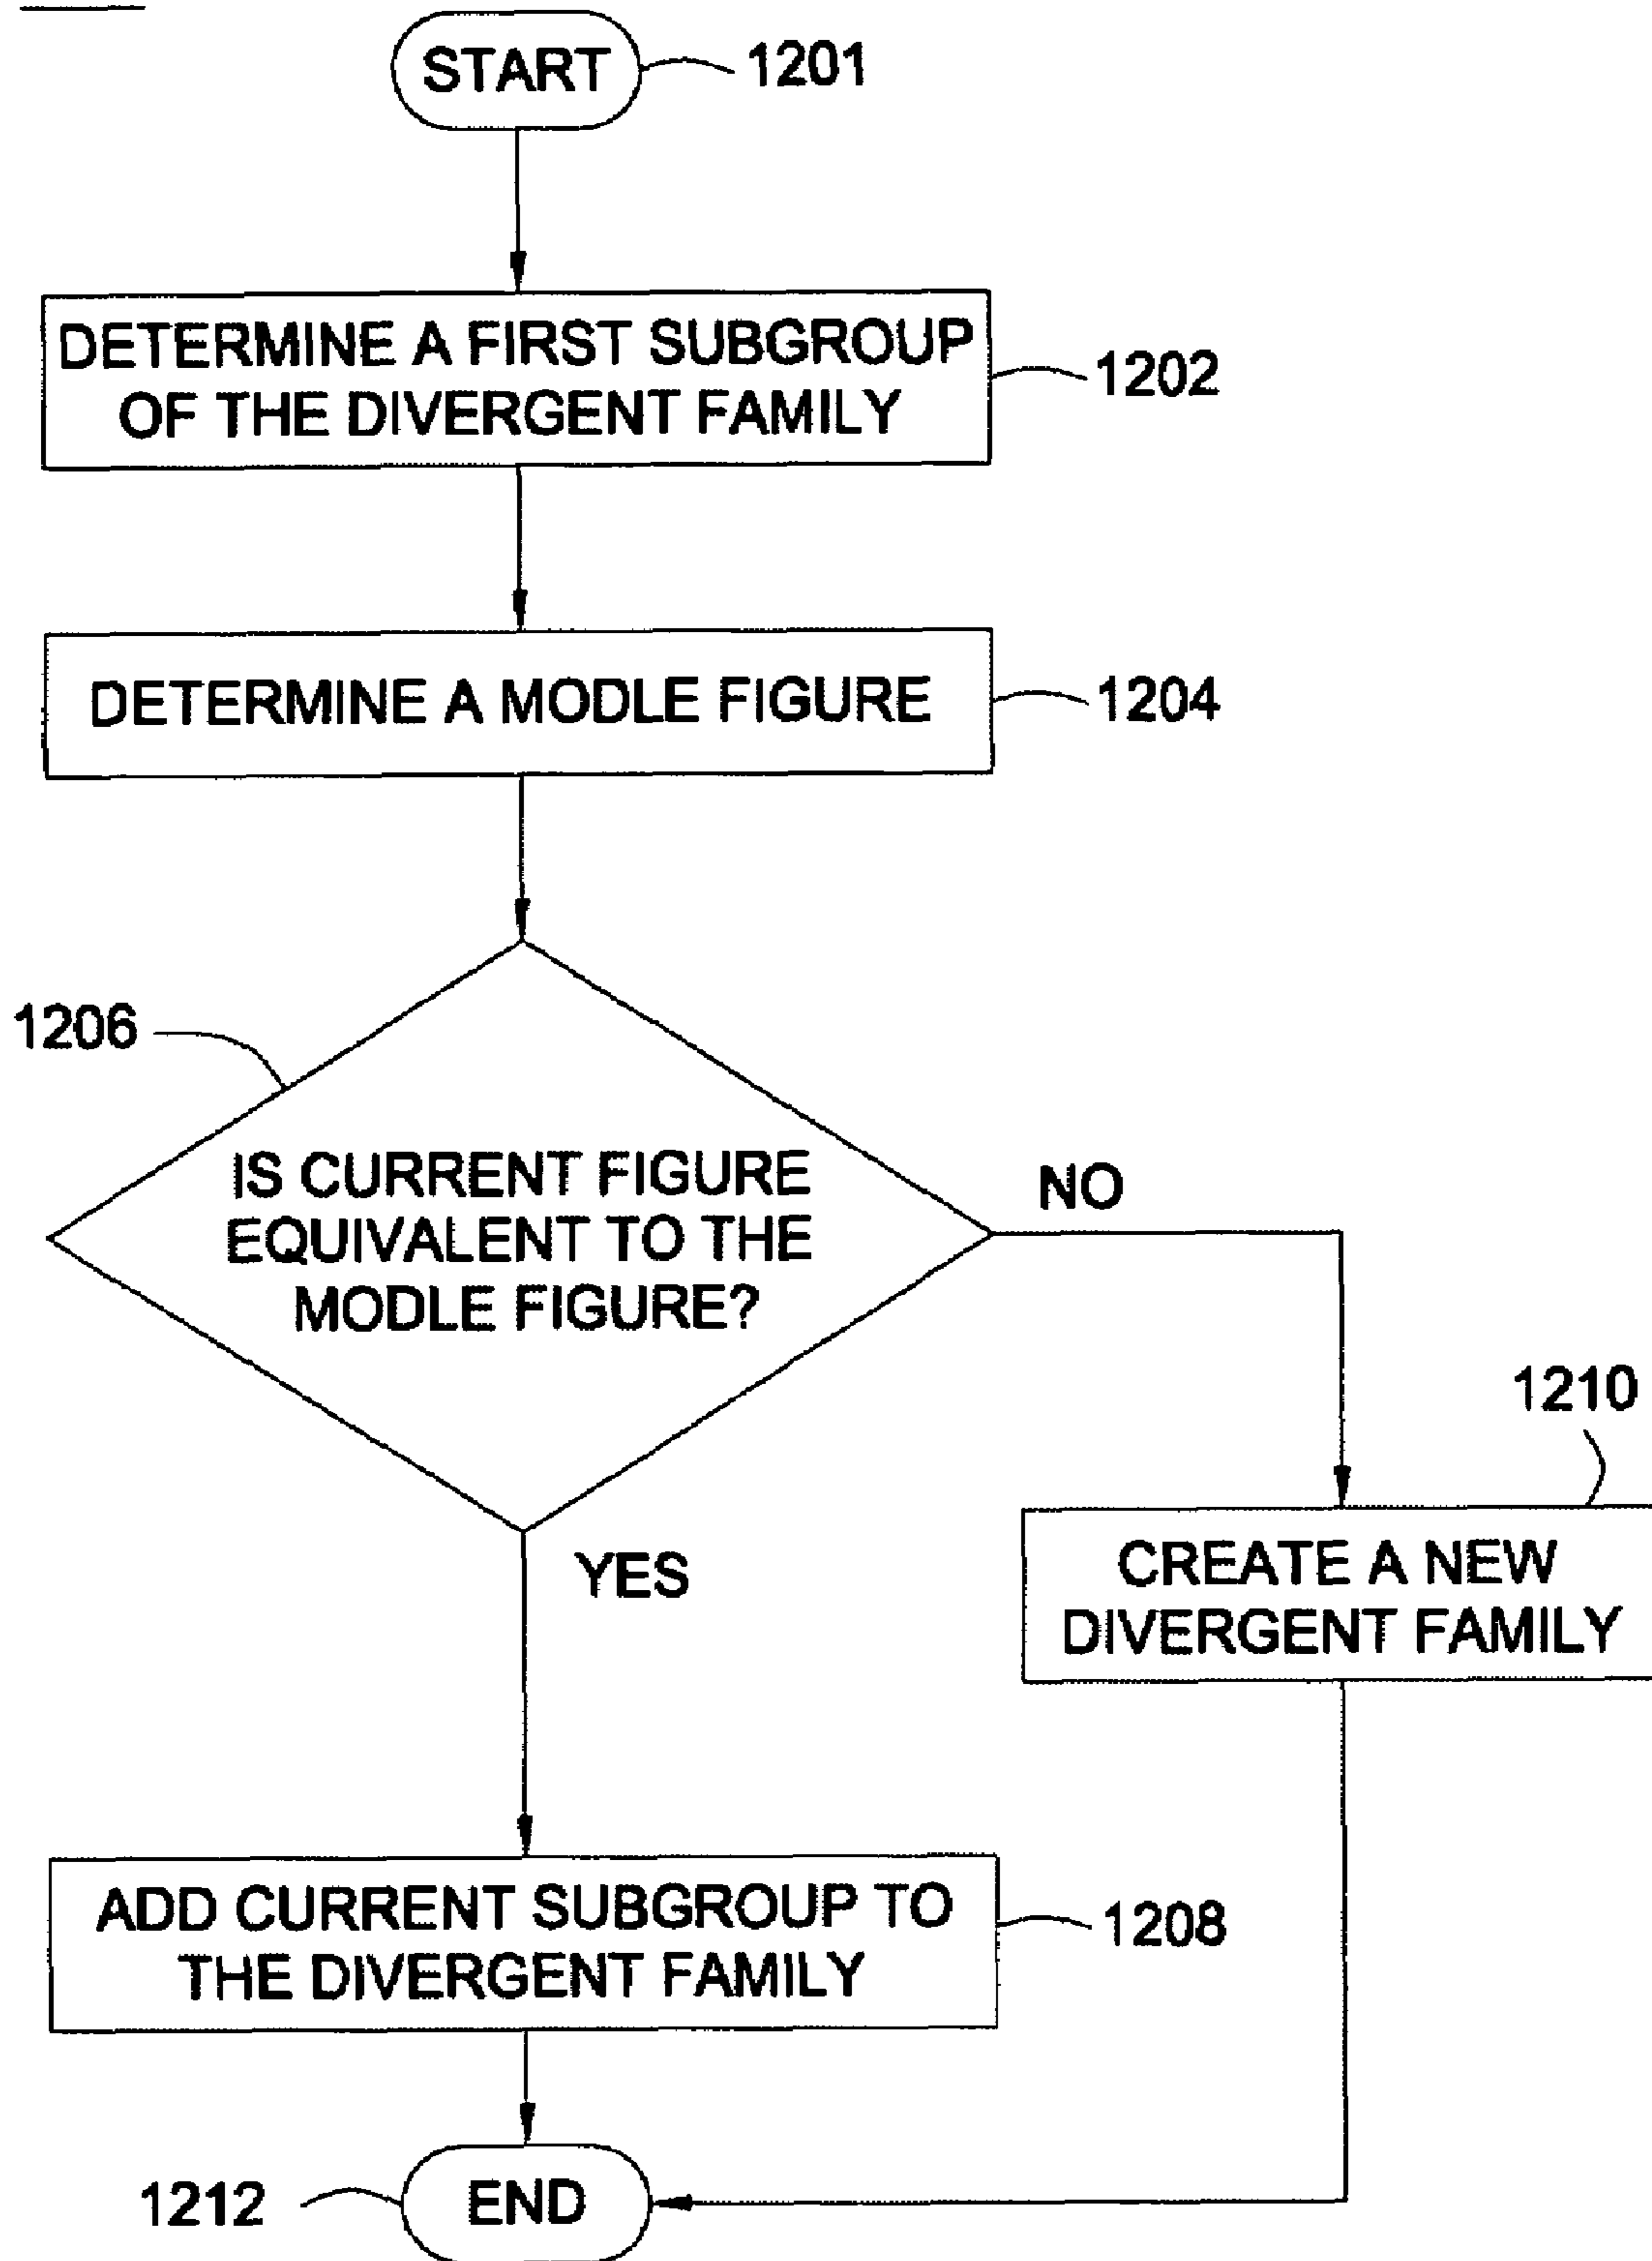 START
1201
DETERMINE A FIRST SUBGROUP
OF THE DIVERGENT FAMILY
1202
DETERMINE A MODLE FIGURE
1204
1206
IS CURRENT FIGURE
EQUIVALENT TO THE
MODLE FIGURE?
NO
YES
1210
CREATE A NEW
DIVERGENT FAMILY
ADD CURRENT SUBGROUP TO
THE DIVERGENT FAMILY
1208
1212
END